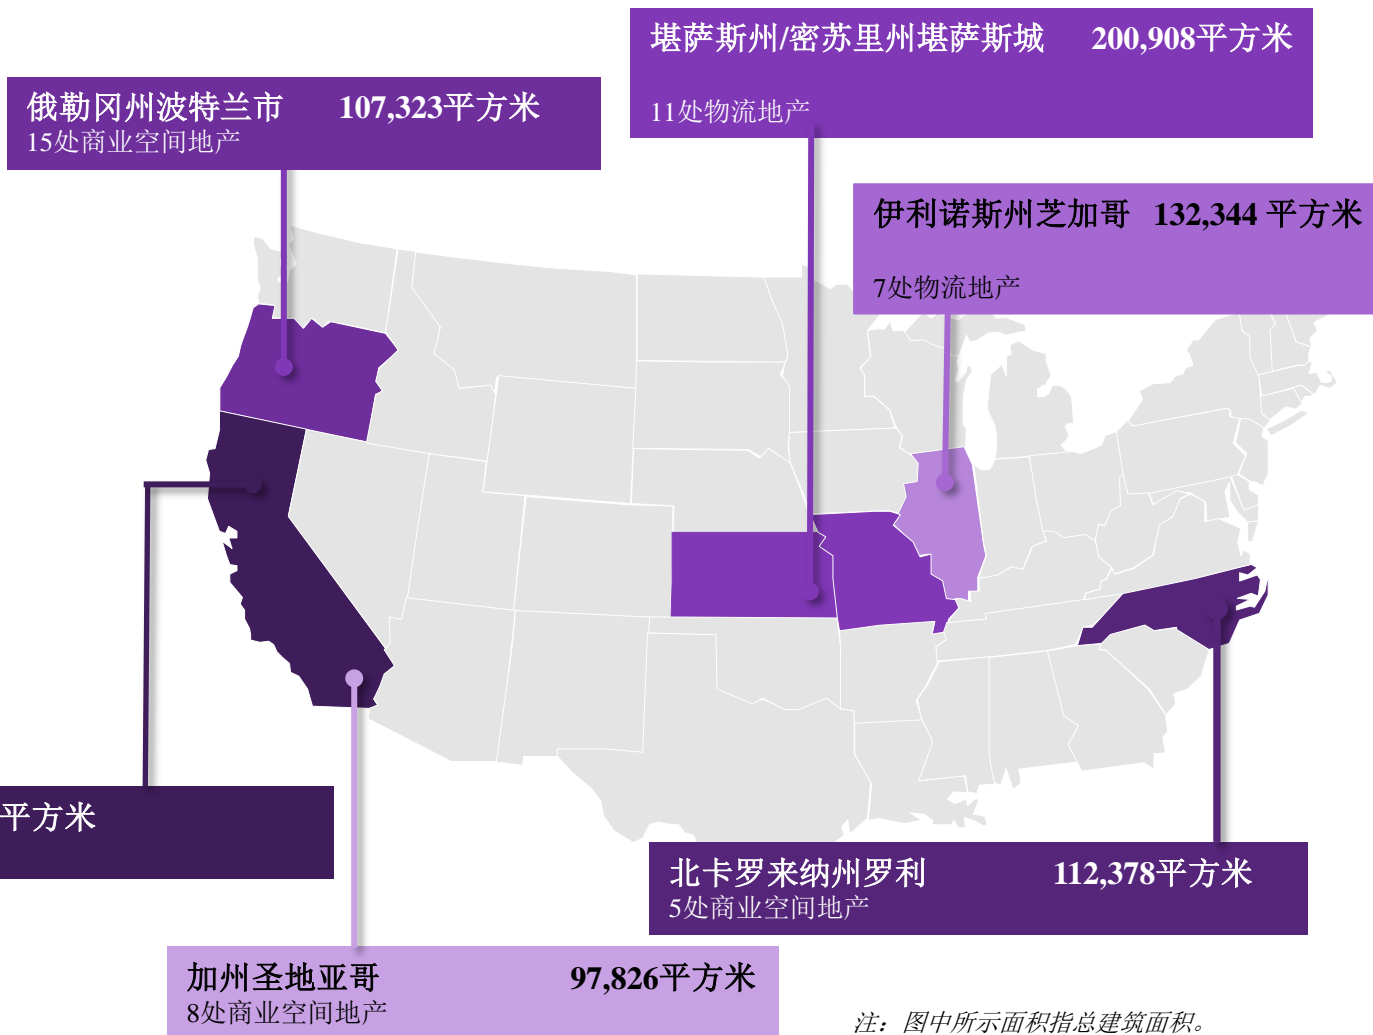 堪萨斯州/密苏里州堪萨斯城 200,908平方米
11处物流地产
俄勒冈州波特兰市 107,323平方米
15处商业空间地产
伊利诺斯州芝加哥 132,344 平方米
7处物流地产
平方米
北卡罗来纳州罗利 112,378平方米
5处商业空间地产
加州圣地亚哥 97,826平方米
8处商业空间地产
注：图中所示面积指总建筑面积。